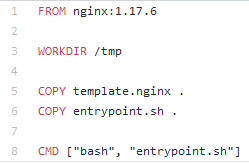 1 FROM nginx:1.17.6
2
3 WORKDIR /tmp
4
5 COPY template.nginx .
6 COPY entrypoint.sh .
7
8 CMD ["bash", "entrypoint.sh"]